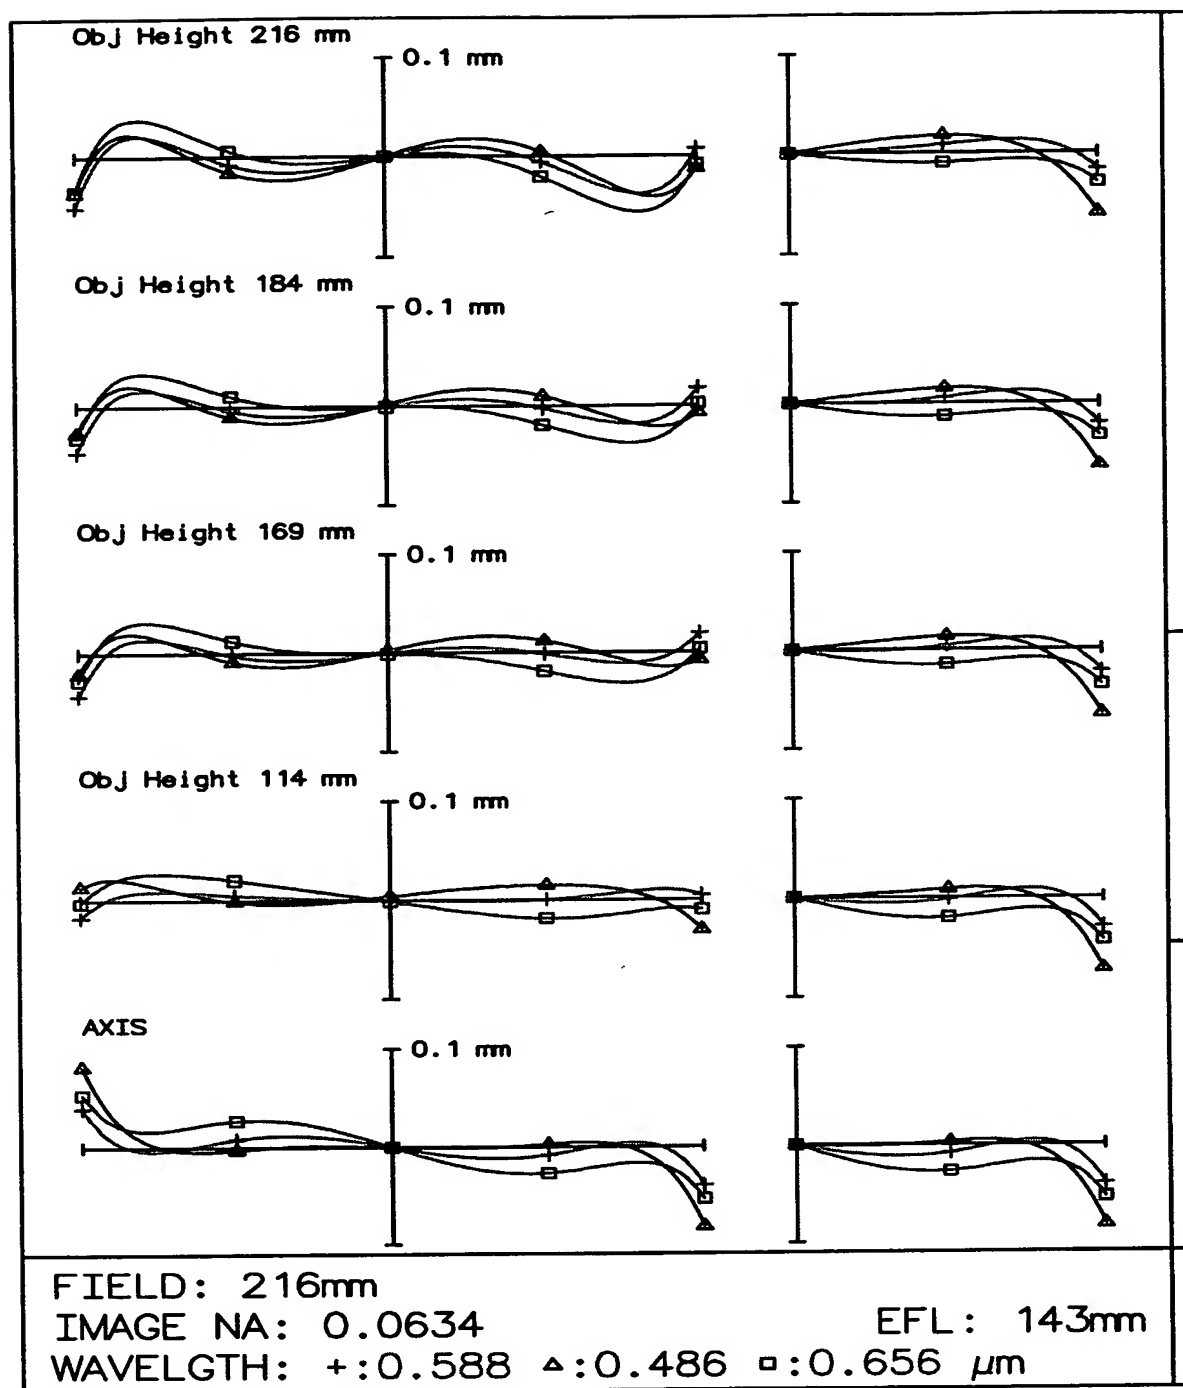 Obj Height 216 mm
0.1 mm
Obj Height 184 mm
0.1 mm
Obj Height 169 mm
0.1 mm
Obj Height 114 mm
0.1 mm
AXIS
0.1 mm
FIELD: 216mm
IMAGE NA: 0.0634 EFL: 143mm
WAVELGTH: +:0.588 △:0.486 □:0.656 μm